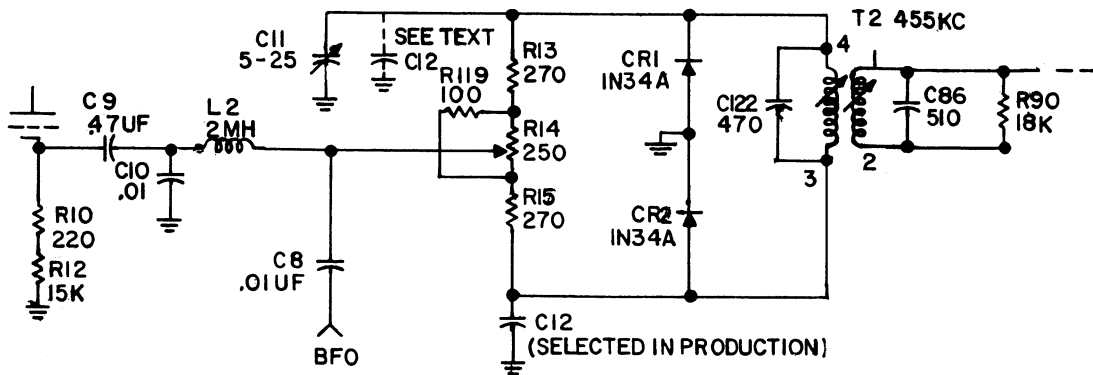 C11
5-25
SEE TEXT
C12
R13
270
R119
100
R14
250
R15
270
CR1
1N34A
CR2
1N34A
C122
470
T2 455KC
4
3
2
C86
510
R90
18K
C9
.47UF
L2
2MH
C10
.01
R10
220
R12
15K
C8
.01UF
BFO
C12
(SELECTED IN PRODUCTION)